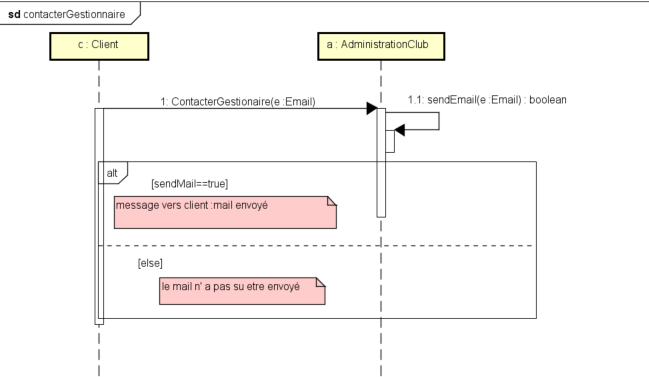 sd contacterGestionnaire
c : Client
a : AdministrationClub
1: ContacterGestionaire(e :Email)
1.1: sendEmail(e :Email) : boolean
alt
[sendMail==true]
message vers client :mail envoyé
[else]
le mail n' a pas su etre envoyé